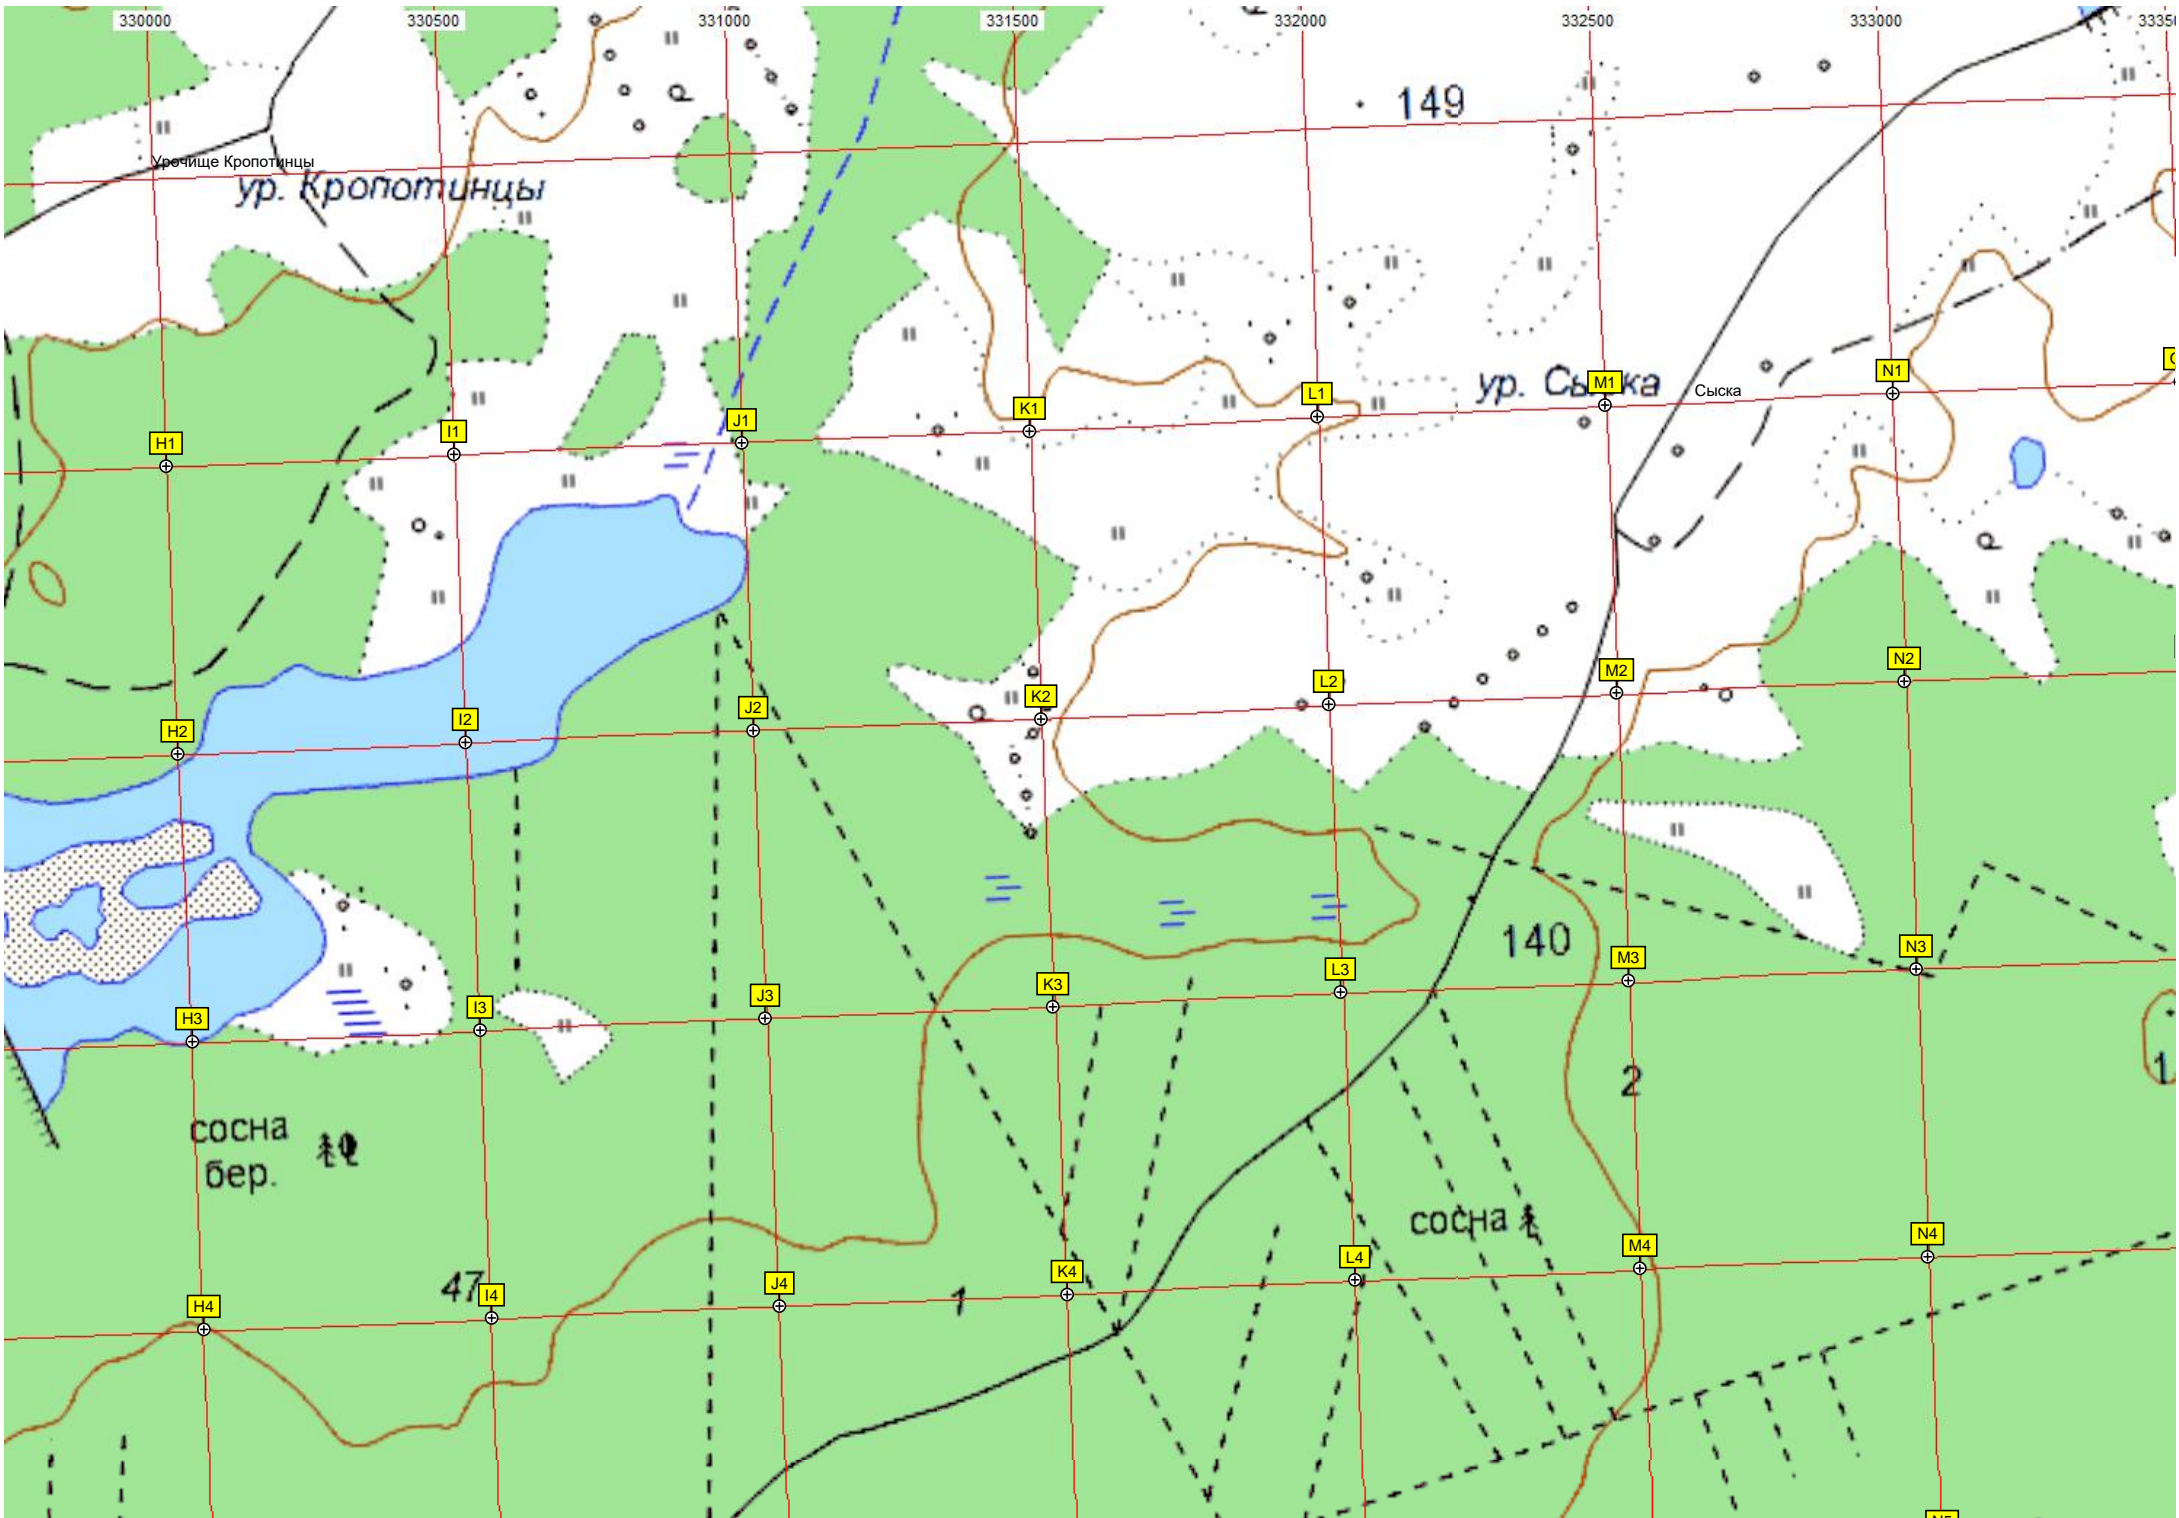 330000 330500 331000 331500 332000 332500 333000
149
Урочище Кропотинцы
ур. Кропотинцы
ур. Сыска
Сыска
H1 I1 J1 K1 L1 M1 N1
H2 I2 J2 K2 L2 M2 N2
140
H3 I3 J3 K3 L3 M3 N3
2
1
сосна
бер.
сосна
47
1
H4 I4 J4 K4 L4 M4 N4